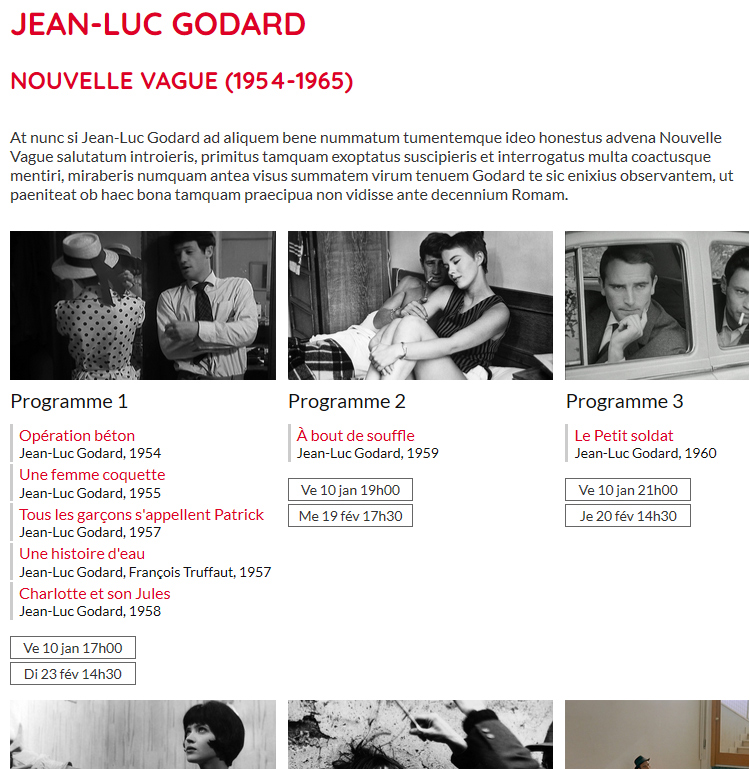 JEAN-LUC GODARD
NOUVELLE VAGUE (1954-1965)
At nunc si Jean-Luc Godard ad aliquem bene nummatum tumentemque ideo honestus advena Nouvelle
Vague salutatum introieris, primitus tamquam exoptatus suscipieris et interrogatus multa coactusque
mentiri, miraberis numquam antea visus summatem virum tenuem Godard te sic enixius observantem, ut
paeniteat ob haec bona tamquam praecipua non vidisse ante decennium Romam.
Programme 1
Opération béton
Jean-Luc Godard, 1954
Une femme coquette
Jean-Luc Godard, 1955
Tous les garçons s'appellent Patrick
Jean-Luc Godard, 1957
Une histoire d'eau
Jean-Luc Godard, François Truffaut, 1957
Charlotte et son Jules
Jean-Luc Godard, 1958
Ve 10 jan 17h00
Di 23 fév 14h30
Programme 2
À bout de souffle
Jean-Luc Godard, 1959
Ve 10 jan 19h00
Me 19 fév 17h30
Programme 3
Le Petit soldat
Jean-Luc Godard, 1960
Ve 10 jan 21h00
Je 20 fév 14h30